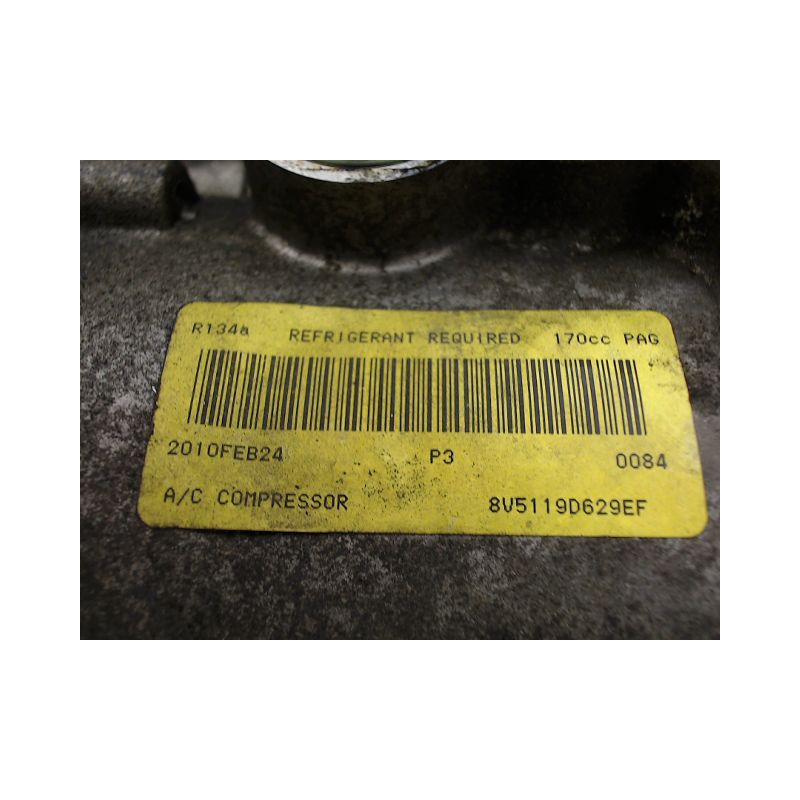 R134a REFRIGERANT REQUIRED 170cc PAG
2010FEB24 P3 0084
A/C COMPRESSOR 8V5119D629EF